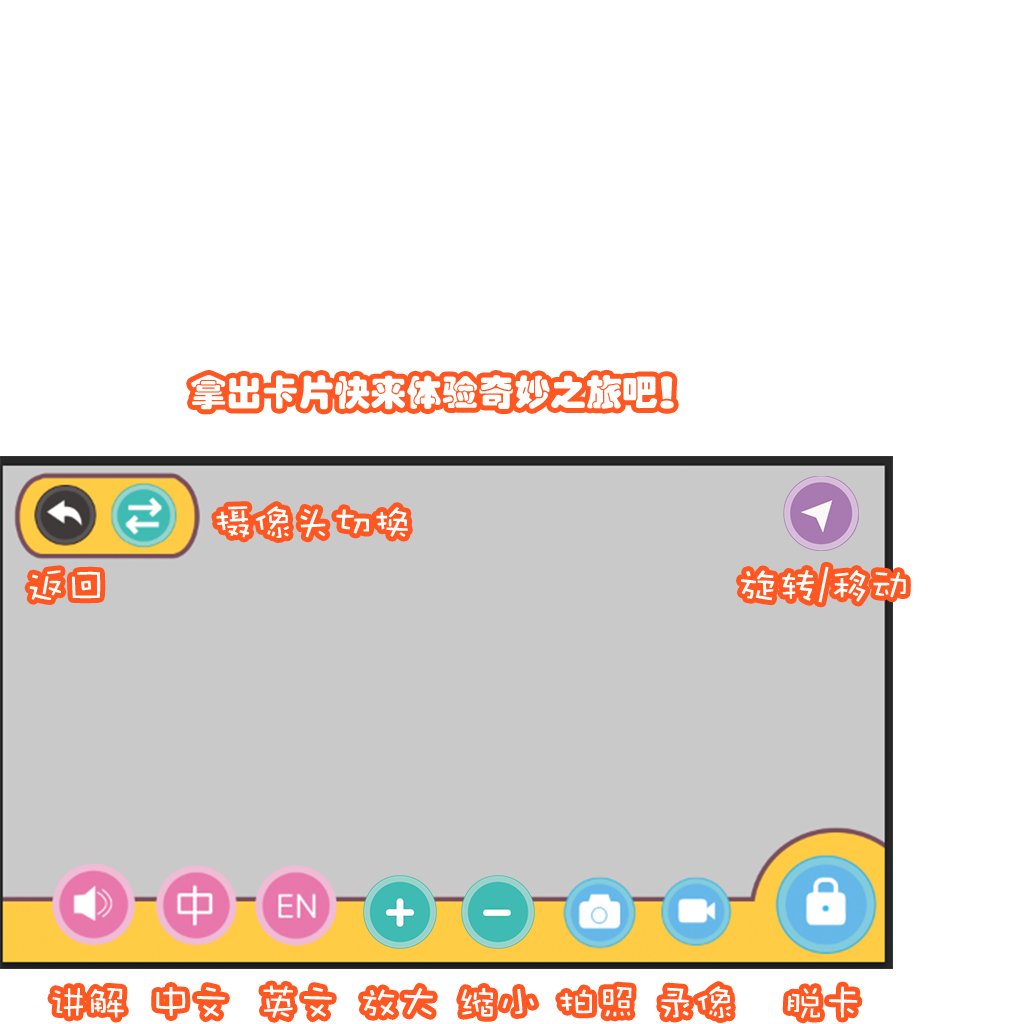 拿出卡片快来体验奇妙之旅吧!
摄像头切换
返回
旋转/移动
中
EN
讲解 中文 英文 放大 缩小 拍照 录像 脱卡